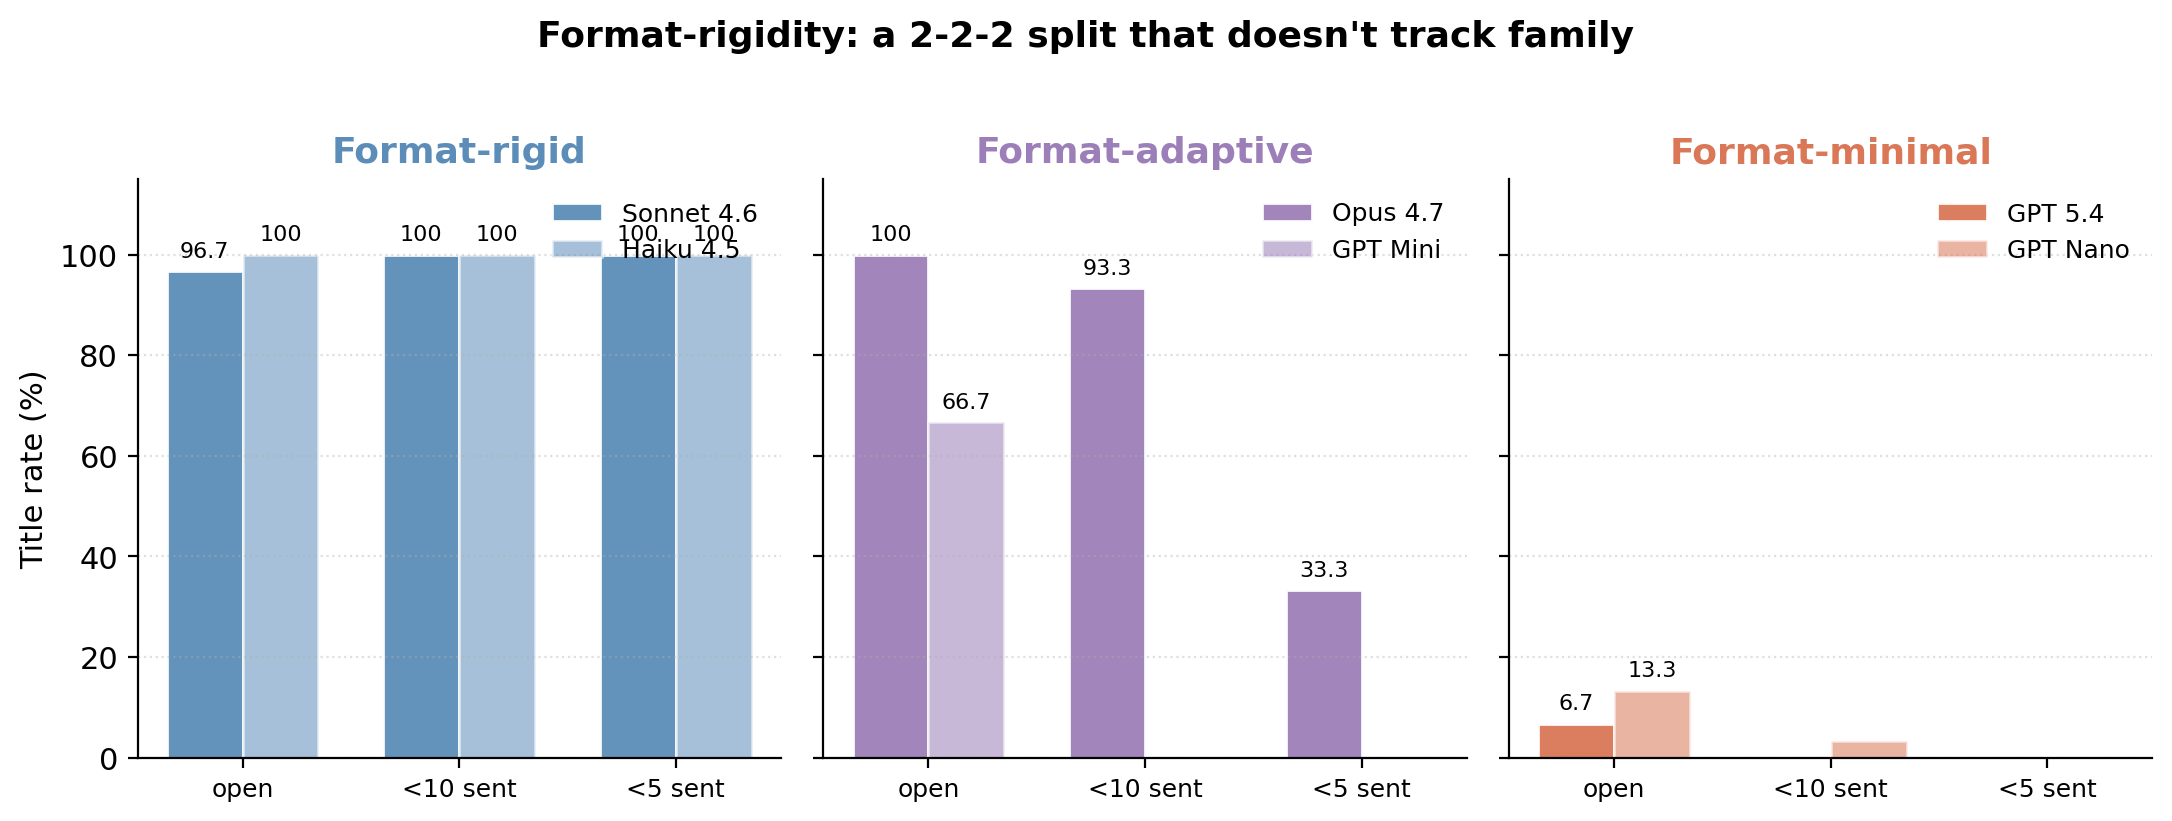 Format-rigidity: a 2-2-2 split that doesn't track family
Format-rigid
Format-adaptive
Format-minimal
Title rate (%)
100
80
60
40
20
0
Sonnet 4.6
Haiku 4.5
96.7
100
100
100
100
100
open
<10 sent
<5 sent
Opus 4.7
GPT Mini
100
66.7
93.3
33.3
open
<10 sent
<5 sent
GPT 5.4
GPT Nano
6.7
13.3
open
<10 sent
<5 sent